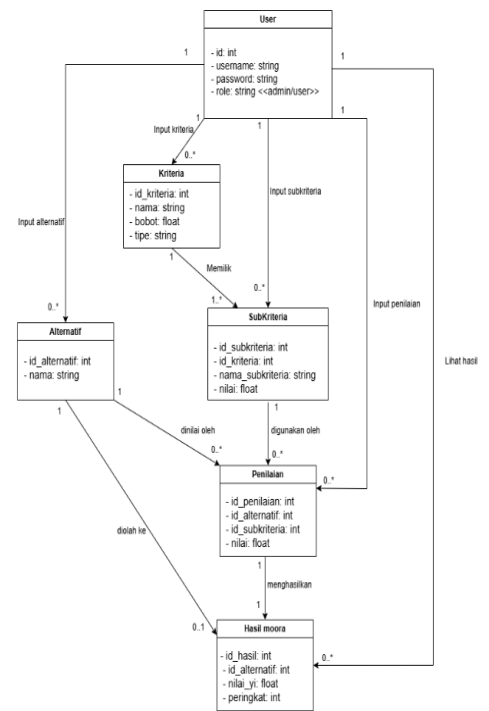 User
- id: int
- username: string
- password: string
- role: string <<admin/user>>
1
1
1
1
1
Input kriteria
0..*
Kriteria
- id_kriteria: int
- nama: string
- bobot: float
- tipe: string
Input subkriteria
Input alternatif
1
Memilik
0..*
1..*
0..*
Input penilaian
SubKriteria
- id_subkriteria: int
- id_kriteria: int
- nama_subkriteria: string
- nilai: float
Alternatif
- id_alternatif: int
- nama: string
Lihat hasil
1
1
1
dinilai oleh
digunakan oleh
0..*
0..*
0..*
Penilaian
- id_penilaian: int
- id_alternatif: int
- id_subkriteria: int
- nilai: float
diolah ke
1
menghasilkan
1
0..1
Hasil moora
- id_hasil: int
- id_alternatif: int
- nilai_yi: float
- peringkat: int
0..*